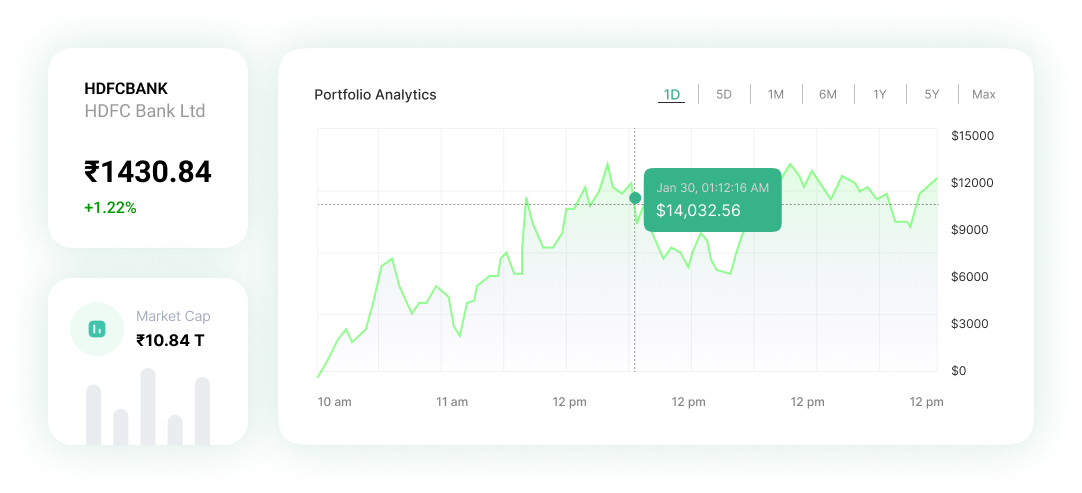 HDFCBANK
HDFC Bank Ltd
₹1430.84
+1.22%
Market Cap
₹10.84 T
Portfolio Analytics
1D 5D 1M 6M 1Y 5Y Max
$15000
$12000
$9000
$6000
$3000
$0
Jan 30, 01:12:16 AM
$14,032.56
10 am 11 am 12 pm 12 pm 12 pm 12 pm